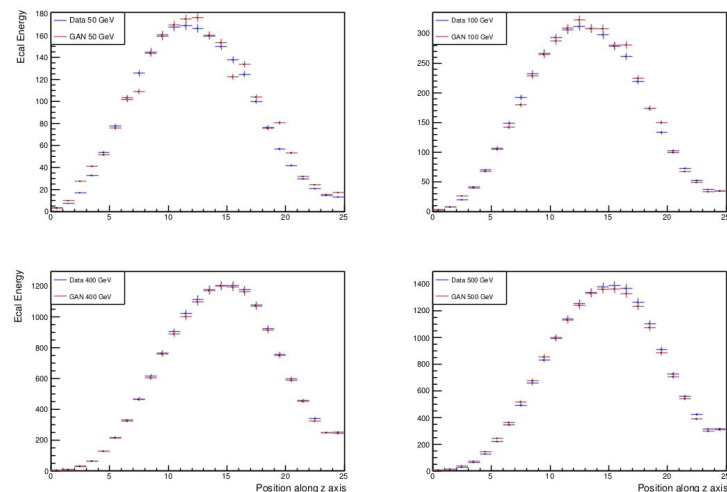 Ecal Energy
180
160
140
120
100
80
60
40
20
0
Data 50 GeV
GAN 50 GeV
0 5 10 15 20 25
300
250
200
150
100
50
0
Data 100 GeV
GAN 100 GeV
0 5 10 15 20 25
Ecal Energy
1200
1000
800
600
400
200
0
Data 400 GeV
GAN 400 GeV
0 5 10 15 20 25
Position along z axis
1400
1200
1000
800
600
400
200
0
Data 500 GeV
GAN 500 GeV
0 5 10 15 20 25
Position along z axis